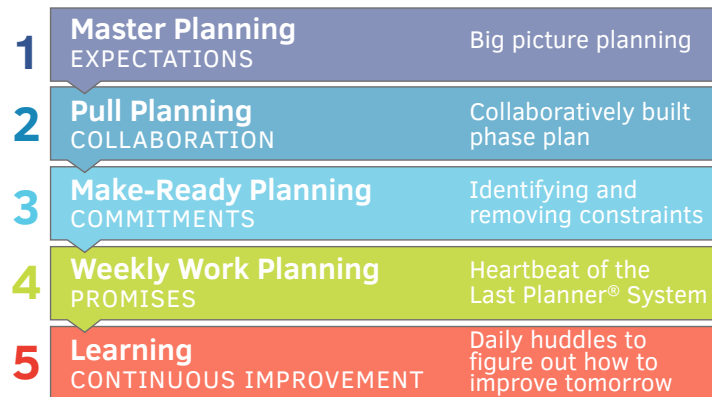 1
Master Planning
EXPECTATIONS
Big picture planning
2
Pull Planning
COLLABORATION
Collaboratively built
phase plan
3
Make-Ready Planning
COMMITMENTS
Identifying and
removing constraints
4
Weekly Work Planning
PROMISES
Heartbeat of the
Last Planner® System
5
Learning
CONTINUOUS IMPROVEMENT
Daily huddles to
figure out how to
improve tomorrow